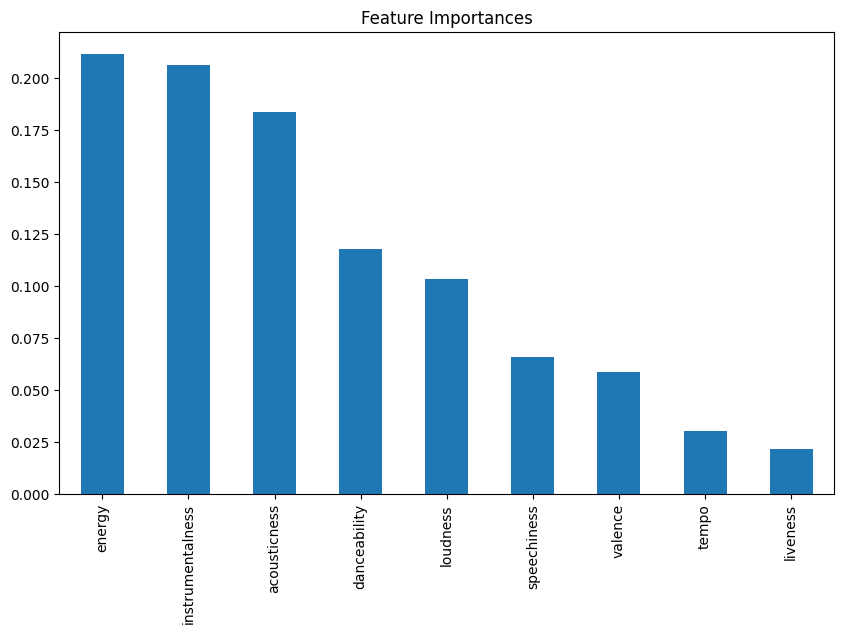 Feature Importances
0.200
0.175
0.150
0.125
0.100
0.075
0.050
0.025
0.000
energy
instrumentalness
acousticness
danceability
loudness
speechiness
valence
tempo
liveness